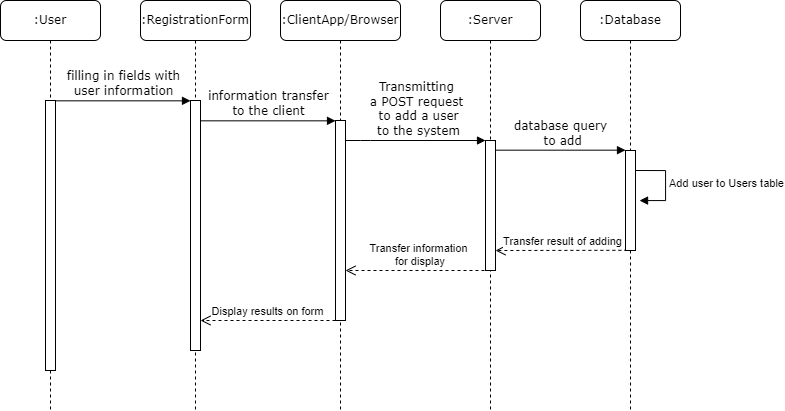 :User
:RegistrationForm
:ClientApp/Browser
:Server
:Database
filling in fields with
user information
information transfer
to the client
Transmitting
a POST request
to add a user
to the system
database query
to add
Add user to Users table
Transfer result of adding
Transfer information
for display
Display results on form